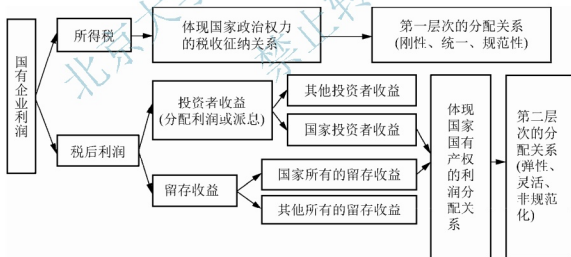 国有企业利润
所得税
体现国家政治权力
的税收征纳关系
第一层次的分配关系
(刚性、统一、规范性)
税后利润
投资者收益
(分配利润或派息)
其他投资者收益
国家投资者收益
留存收益
国家所有的留存收益
其他所有的留存收益
体现
国家
国有
产权
的利
润分
配关
系
第二层
次的分
配关系
(弹性、
灵活、
非规范
化)
北京大
禁止转